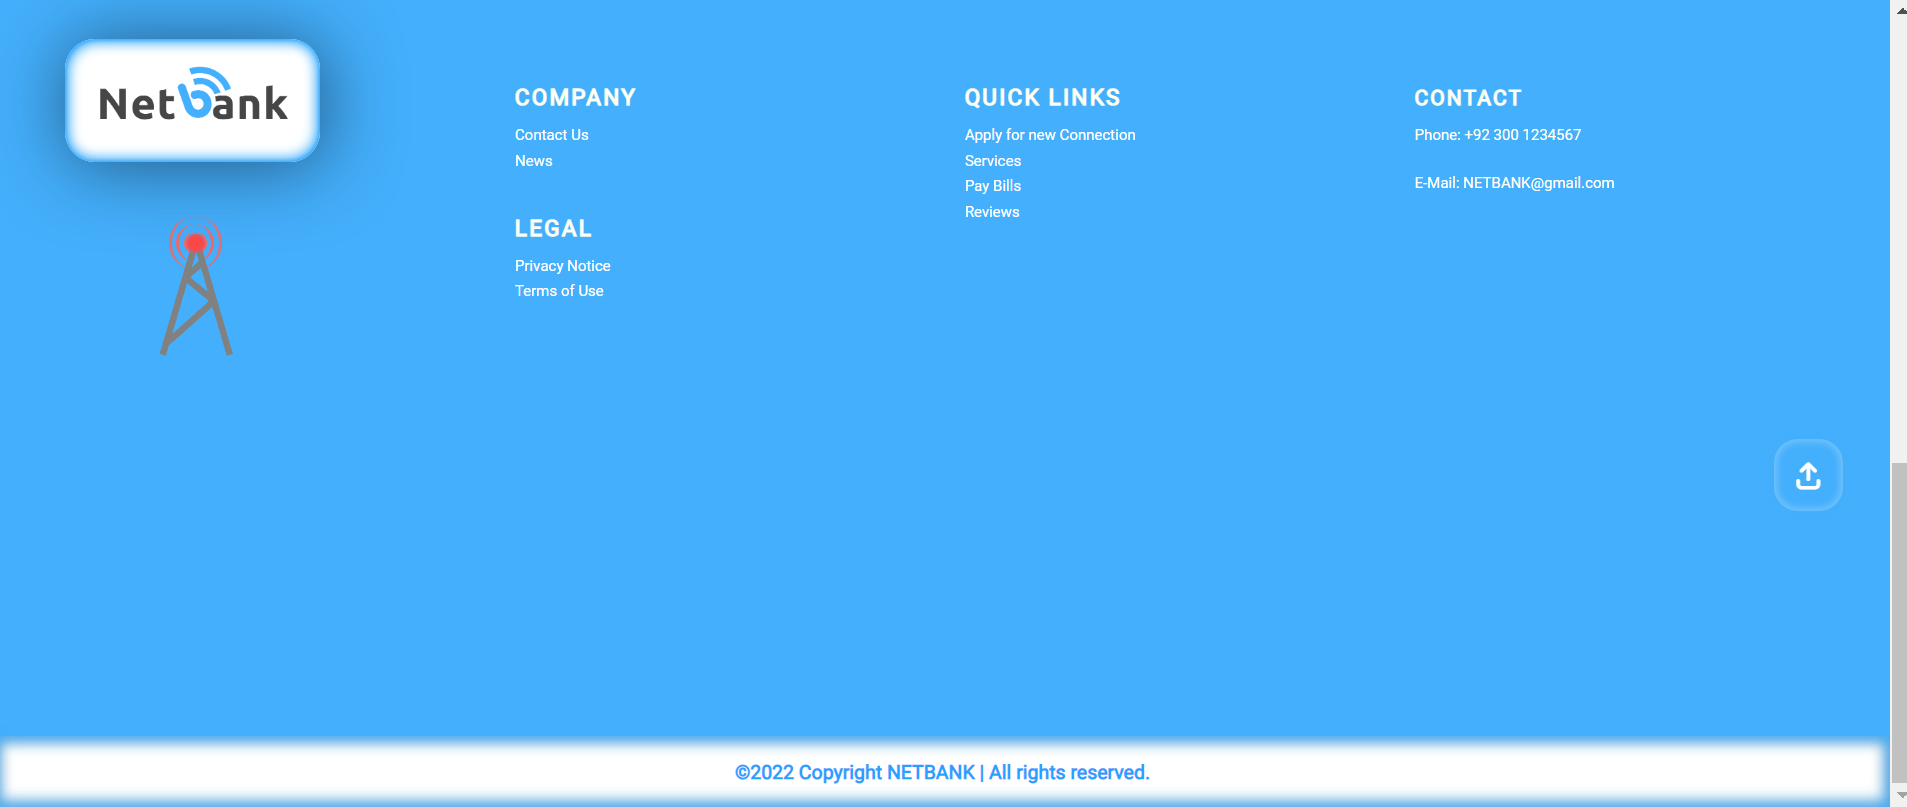 Netbank
COMPANY
Contact Us
News
LEGAL
Privacy Notice
Terms of Use
QUICK LINKS
Apply for new Connection
Services
Pay Bills
Reviews
CONTACT
Phone: +92 300 1234567
E-Mail: NETBANK@gmail.com
©2022 Copyright NETBANK | All rights reserved.